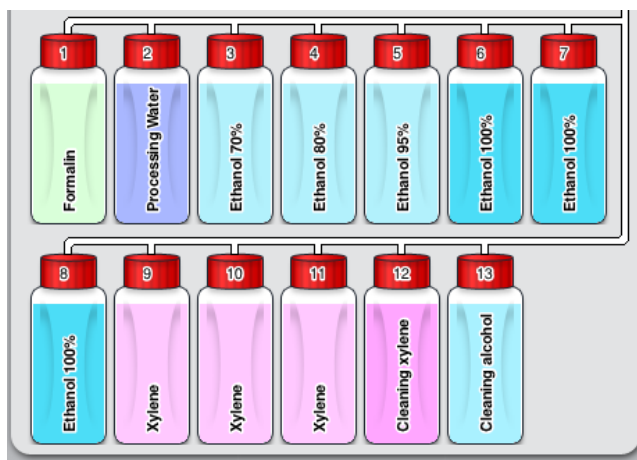 1
2
3
4
5
6
7
Formalin
Processing Water
Ethanol 70%
Ethanol 80%
Ethanol 95%
Ethanol 100%
Ethanol 100%
8
9
10
11
12
13
Ethanol 100%
Xylene
Xylene
Xylene
Cleaning xylene
Cleaning alcohol